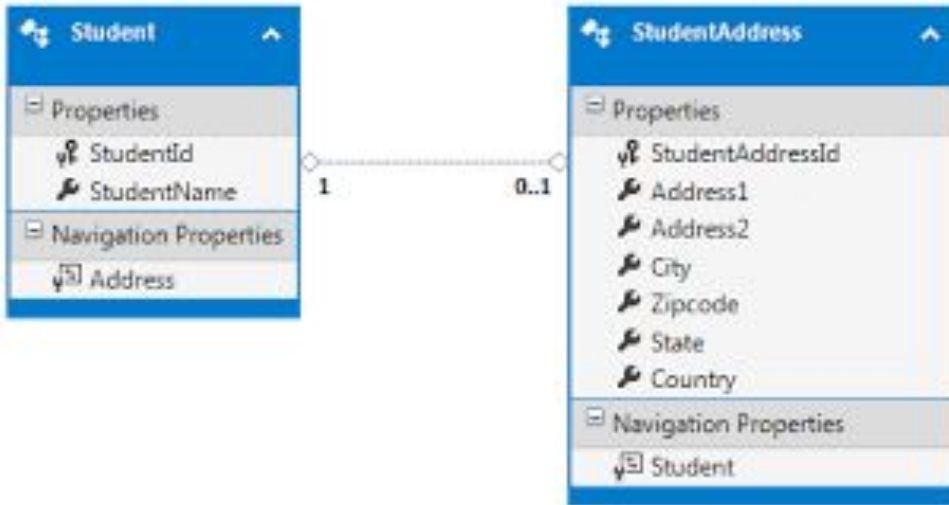 Student
Properties
StudentId
StudentName
Navigation Properties
Address
1
0..1
StudentAddress
Properties
StudentAddressId
Address1
Address2
City
Zipcode
State
Country
Navigation Properties
Student